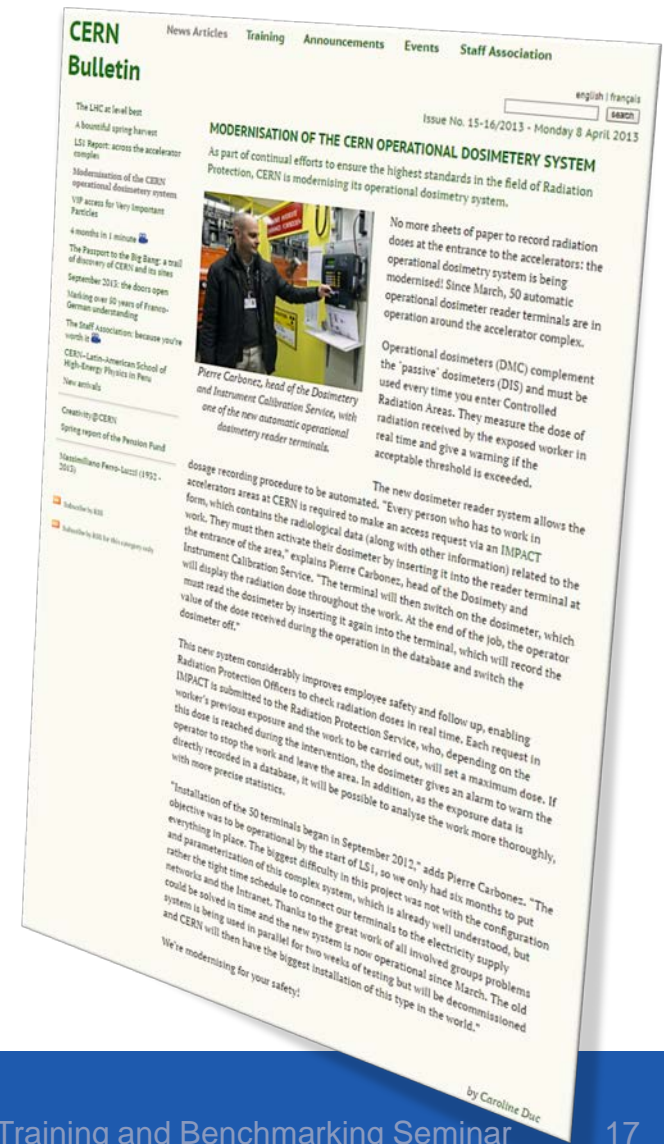 CERN
Bulletin
News Articles Training Announcements Events Staff Association
english | français
search
Issue No. 15-16/2013 - Monday 8 April 2013
The LHC at level best
A bountiful spring harvest
LS1 Report: across the accelerator
complex
Modernisation of the CERN
operational dosimetery system
VIP access for Very Important
Particles
6 months in 1 minute
The Passport to the Big Bang: a trail
of discovery of CERN and its sites
September 2013: the doors open
Marking over 50 years of Franco-
German understanding
The Staff Association: because you're
worth it
CERN–Latin-American School of
High-Energy Physics in Peru
New arrivals
Creativity@CERN
Spring report of the Pension Fund
Massimiliano Ferro-Luzzi (1932 -
2013)
Subscribe by RSS
Subscribe by RSS for this category only
MODERNISATION OF THE CERN OPERATIONAL DOSIMETERY SYSTEM
As part of continual efforts to ensure the highest standards in the field of Radiation
Protection, CERN is modernising its operational dosimetry system.
Pierre Carbonez, head of the Dosimetery
and Instrument Calibration Service, with
one of the new automatic operational
dosimetery reader terminals.
No more sheets of paper to record radiation
doses at the entrance to the accelerators: the
operational dosimetry system is being
modernised! Since March, 50 automatic
operational dosimeter reader terminals are in
operation around the accelerator complex.
Operational dosimeters (DMC) complement
the "passive" dosimeters (DIS) and must be
used every time you enter Controlled
Radiation Areas. They measure the dose of
radiation received by the exposed worker in
real time and give a warning if the
acceptable threshold is exceeded.
The new dosimeter reader system allows the
dosage recording procedure to be automated. "Every person who has to work in
accelerators areas at CERN is required to make an access request via an IMPACT
form, which contains the radiological data (along with other information) related to the
work. They must then activate their dosimeter by inserting it into the reader terminal at
the entrance of the area," explains Pierre Carbonez, head of the Dosimety and
Instrument Calibration Service. "The terminal will then switch on the dosimeter, which
will display the radiation dose throughout the work. At the end of the job, the operator
must read the dosimeter by inserting it again into the terminal, which will record the
value of the dose received during the operation in the database and switch the
dosimeter off."
This new system considerably improves employee safety and follow up, enabling
Radiation Protection Officers to check radiation doses in real time. Each request in
IMPACT is submitted to the Radiation Protection Service, who, depending on the
worker's previous exposure and the work to be carried out, will set a maximum dose. If
this dose is reached during the intervention, the dosimeter gives an alarm to warn the
operator to stop the work and leave the area. In addition, as the exposure data is
directly recorded in a database, it will be possible to analyse the work more thoroughly,
with more precise statistics.
"Installation of the 50 terminals began in September 2012," adds Pierre Carbonez. "The
objective was to be operational by the start of LS1, so we only had six months to put
everything in place. The biggest difficulty in this project was not with the configuration
and parameterization of this complex system, which is already well understood, but
rather the tight time schedule to connect our terminals to the electricity supply
networks and the Intranet. Thanks to the great work of all involved groups problems
could be solved in time and the new system is now operational since March. The old
system is being used in parallel for two weeks of testing but will be decommissioned
and CERN will then have the biggest installation of this type in the world."
We're modernising for your safety!
by Caroline Duc
Training and Benchmarking Seminar 17